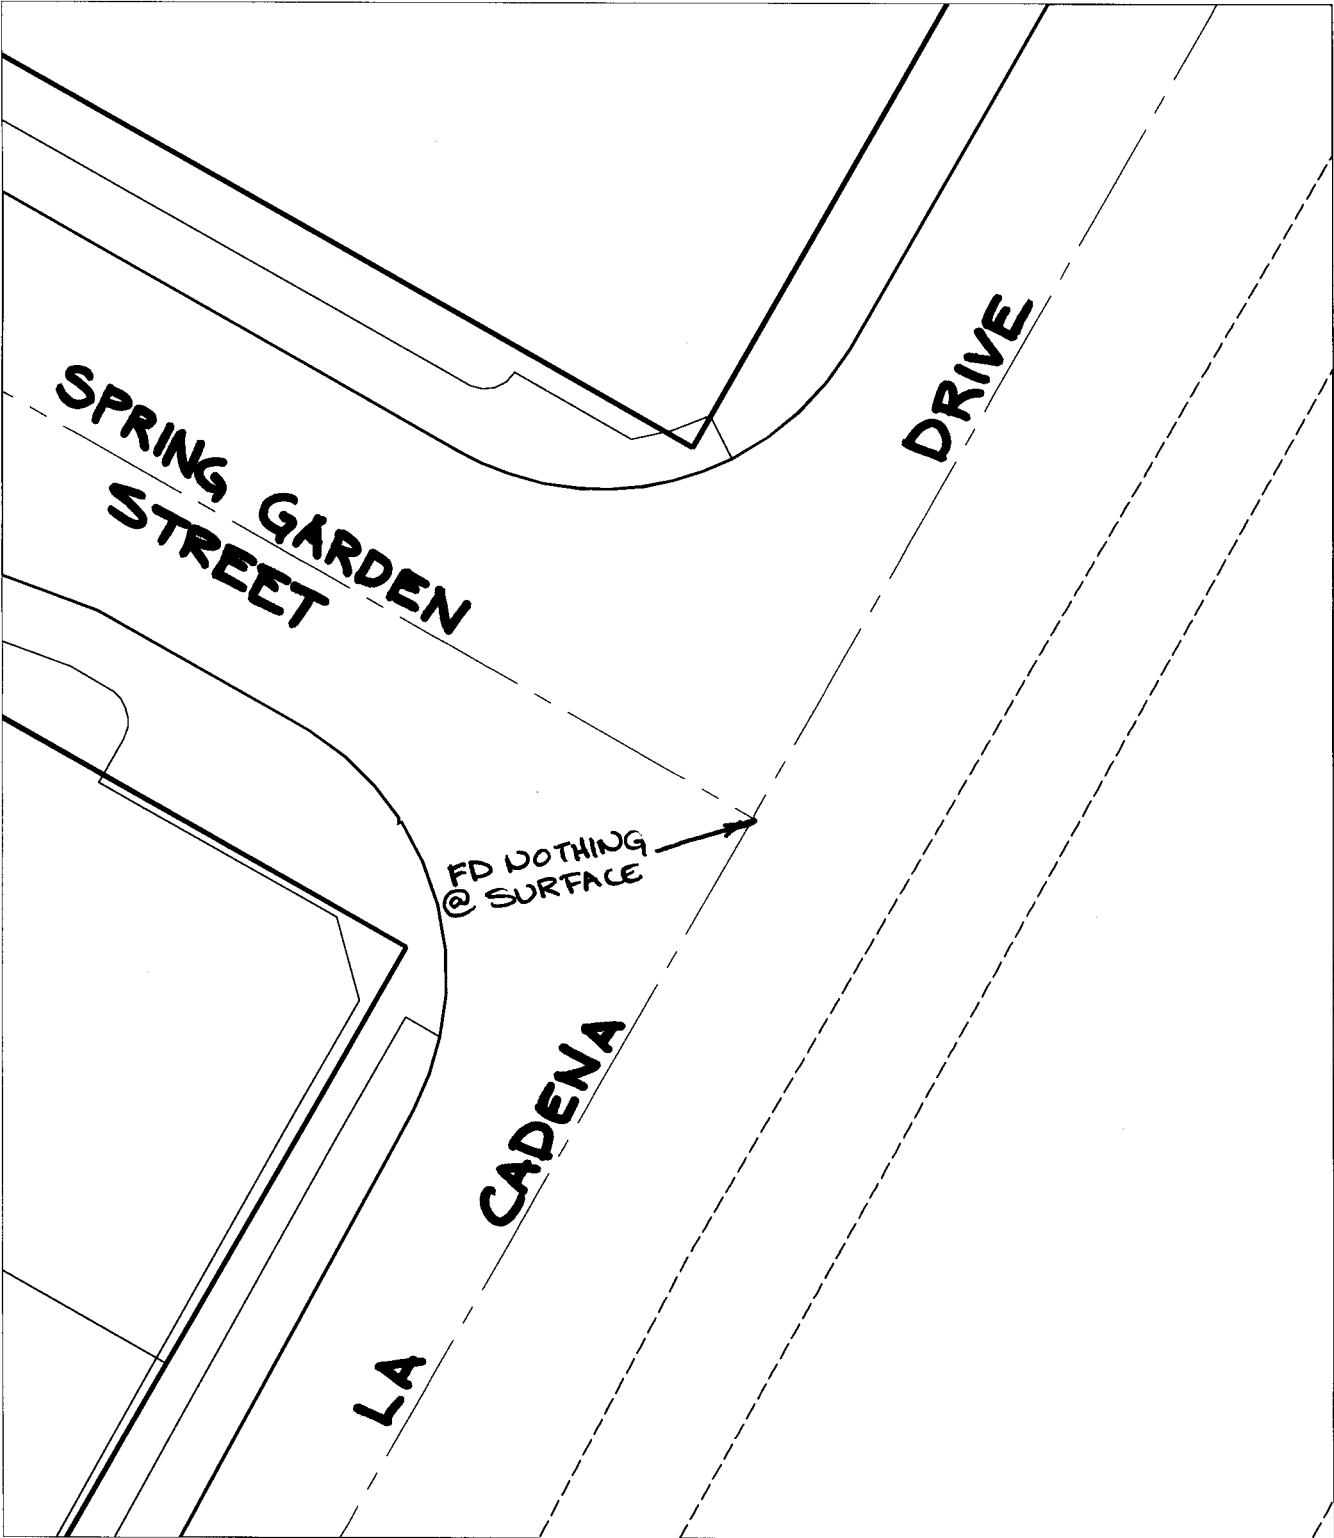 SPRING GARDEN
STREET
LA CADENA DRIVE
FD NOTHING
@ SURFACE